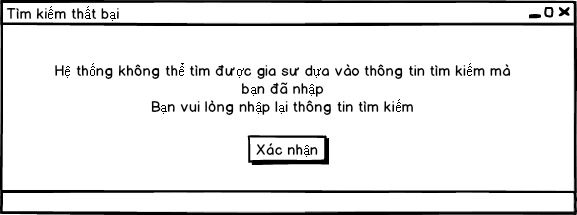 Tìm kiếm thất bại
Hệ thống không thể tìm được gia sư dựa vào thông tin tìm kiếm mà
bạn đã nhập
Bạn vui lòng nhập lại thông tin tìm kiếm
Xác nhận